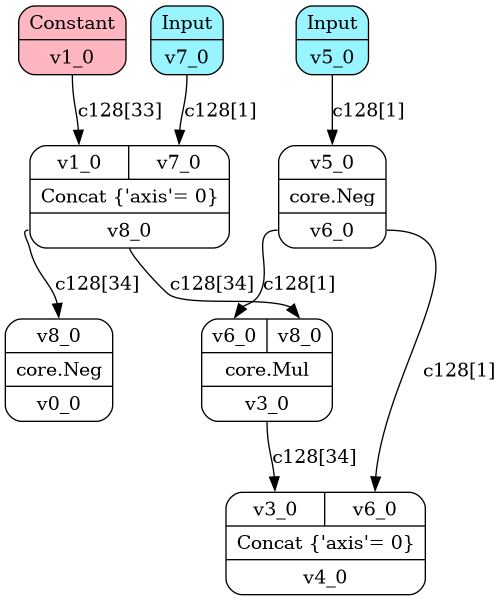 Constant
v1_0
Input
v7_0
Input
v5_0
c128[33]
c128[1]
c128[1]
v1_0
v7_0
Concat {'axis'= 0}
v8_0
v5_0
core.Neg
v6_0
c128[34]
c128[34]
c128[1]
c128[1]
v8_0
core.Neg
v0_0
v6_0
v8_0
core.Mul
v3_0
c128[34]
v3_0
v6_0
Concat {'axis'= 0}
v4_0